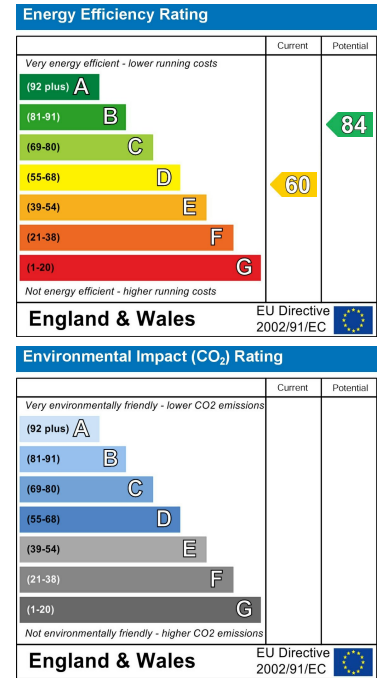 Energy Efficiency Rating
Current Potential
Very energy efficient - lower running costs
(92 plus) A
(81-91) B
84
(69-80) C
(55-68) D
60
(39-54) E
(21-38) F
(1-20) G
Not energy efficient - higher running costs
England & Wales
EU Directive
2002/91/EC
Environmental Impact (CO₂) Rating
Current Potential
Very environmentally friendly - lower CO2 emissions
(92 plus) A
(81-91) B
(69-80) C
(55-68) D
(39-54) E
(21-38) F
(1-20) G
Not environmentally friendly - higher CO2 emissions
England & Wales
EU Directive
2002/91/EC